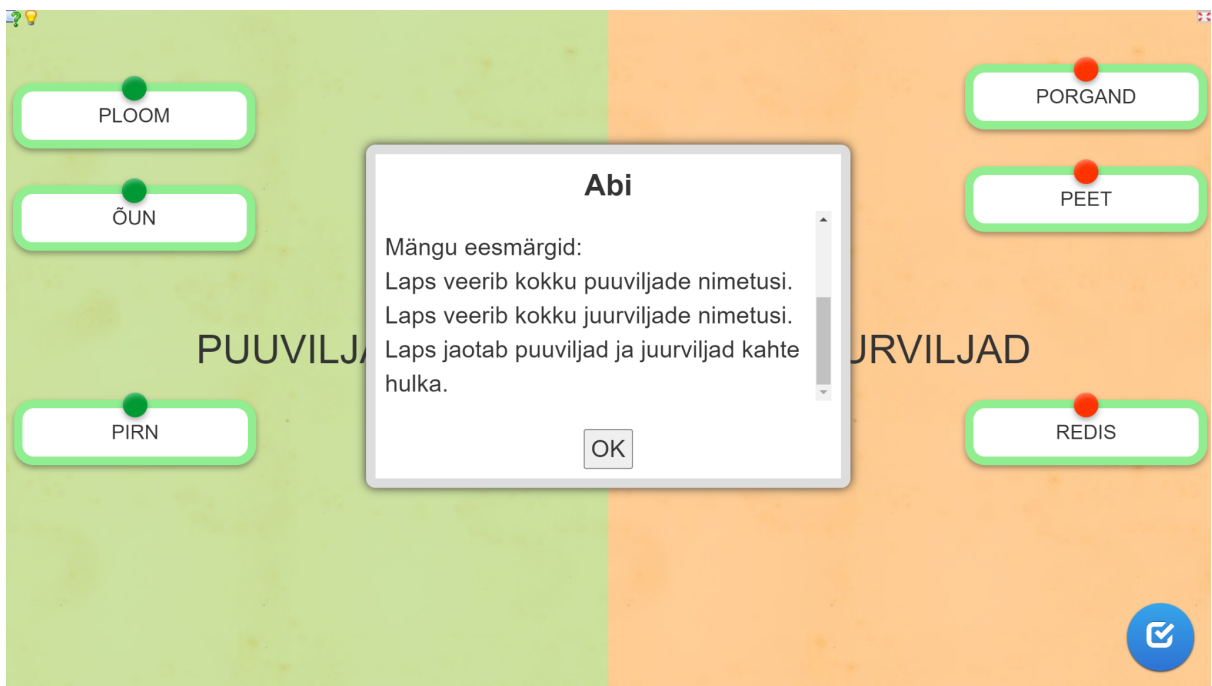 PLOOM
PORGAND
ÕUN
PEET
Abi
Mängu eesmärgid:
Laps veerib kokku puuviljade nimetusi.
Laps veerib kokku juurviljade nimetusi.
Laps jaotab puuviljad ja juurviljad kahte
hulka.
OK
PUUVILJ
URVILJAD
PIRN
REDIS